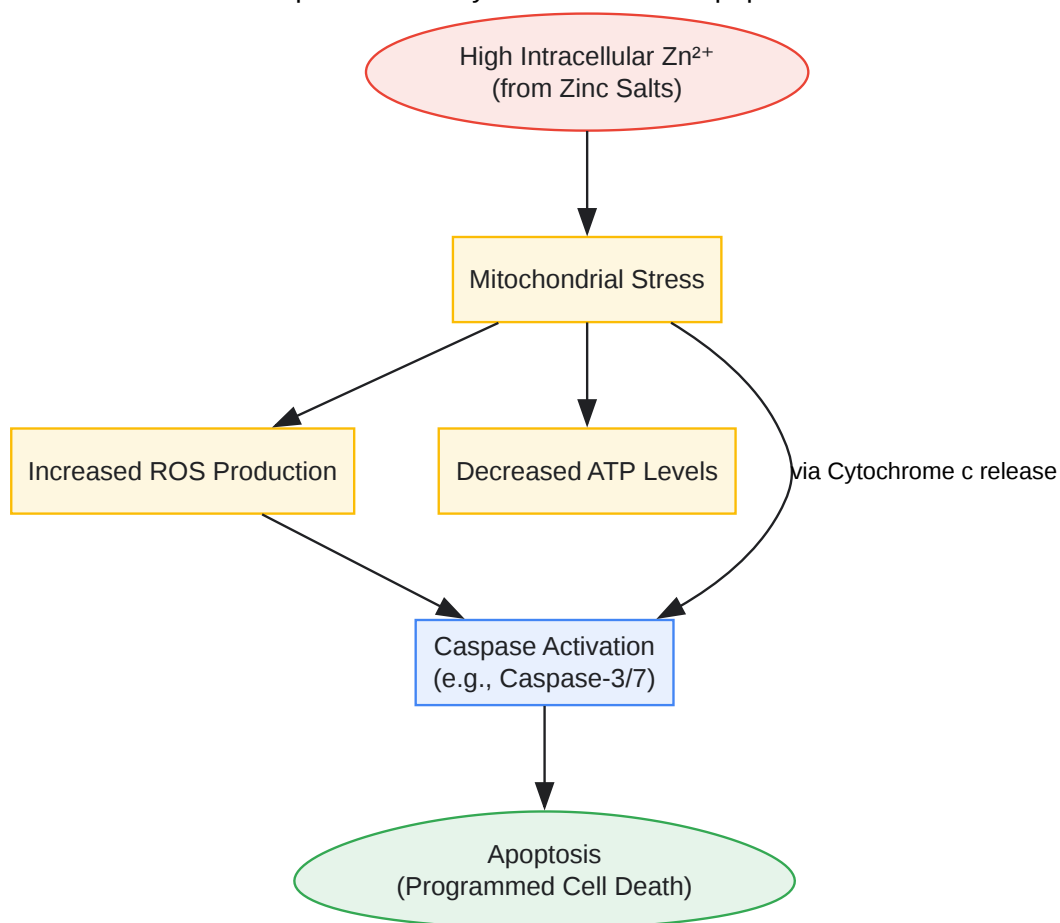 High Intracellular Zn²⁺
(from Zinc Salts)
Mitochondrial Stress
Increased ROS Production
Decreased ATP Levels
via Cytochrome c release
Caspase Activation
(e.g., Caspase-3/7)
Apoptosis
(Programmed Cell Death)